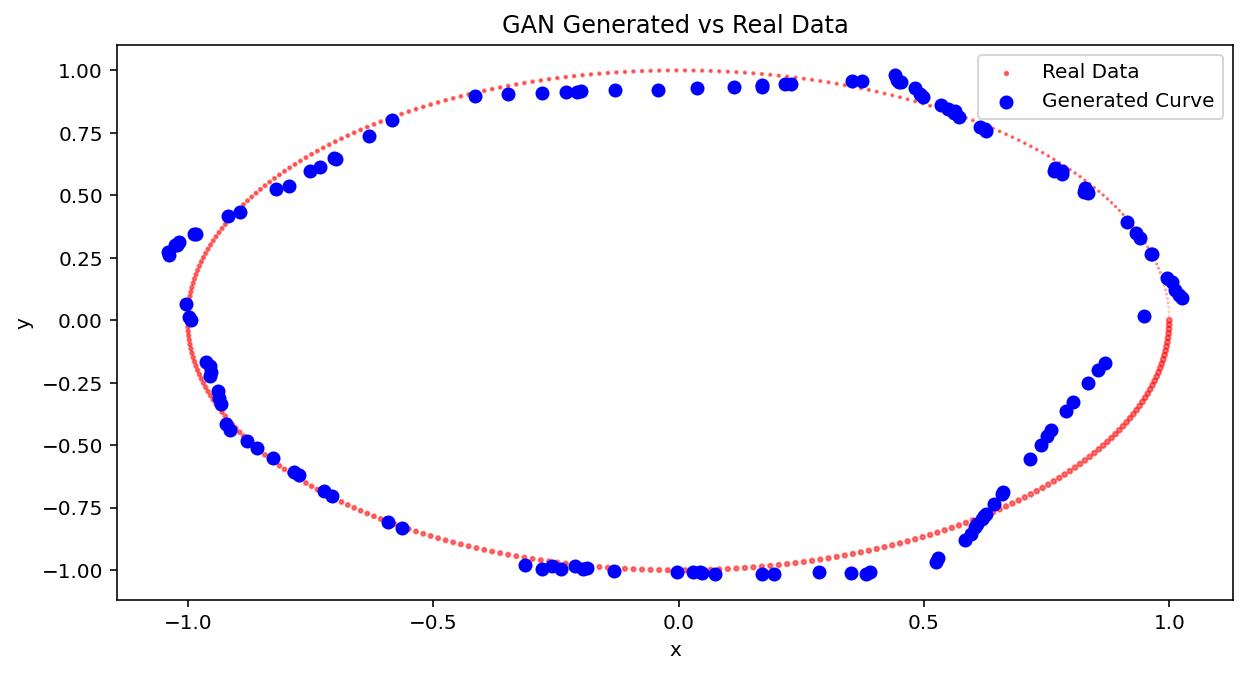 GAN Generated vs Real Data
Real Data
Generated Curve
1.00
0.75
0.50
0.25
0.00
−0.25
−0.50
−0.75
−1.00
y
−1.0 −0.5 0.0 0.5 1.0
x